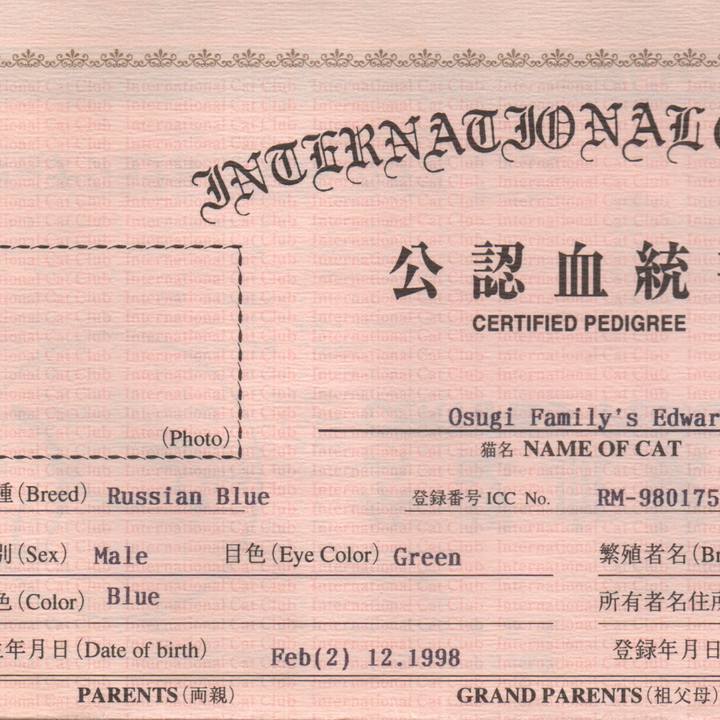 INTERNATIONAL
公認血統
CERTIFIED PEDIGREE
(Photo)
Osugi Family's Edwar
猫名 NAME OF CAT
種(Breed) Russian Blue
登録番号 ICC No. RM-980175
別(Sex) Male 目色(Eye Color) Green
繁殖者名(Br
色(Color) Blue
所有者名住所
生年月日(Date of birth) Feb(2) 12.1998
登録年月日
PARENTS(両親) GRAND PARENTS(祖父母)